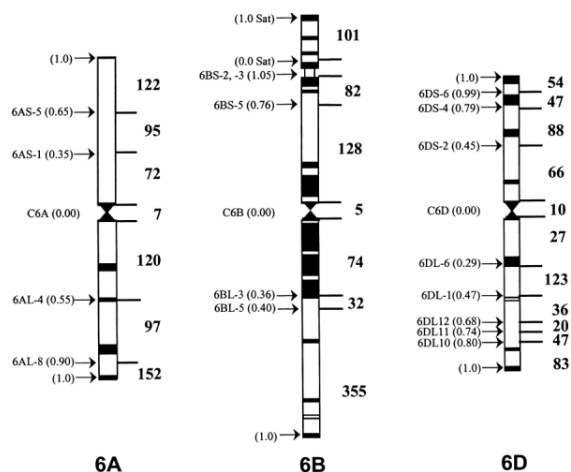 (1.0)
122
6AS-5 (0.65)
95
6AS-1 (0.35)
72
C6A (0.00)
7
120
6AL-4 (0.55)
97
6AL-8 (0.90)
(1.0)
152
6A
(1.0 Sat)
101
(0.0 Sat)
6BS-2, -3 (1.05)
82
6BS-5 (0.76)
128
C6B (0.00)
5
74
6BL-3 (0.36)
32
6BL-5 (0.40)
355
(1.0)
6B
(1.0)
54
6DS-6 (0.99)
47
6DS-4 (0.79)
88
6DS-2 (0.45)
66
C6D (0.00)
10
27
6DL-6 (0.29)
123
6DL-1(0.47)
36
6DL12 (0.68)
20
6DL11 (0.74)
47
6DL10 (0.80)
83
(1.0)
6D